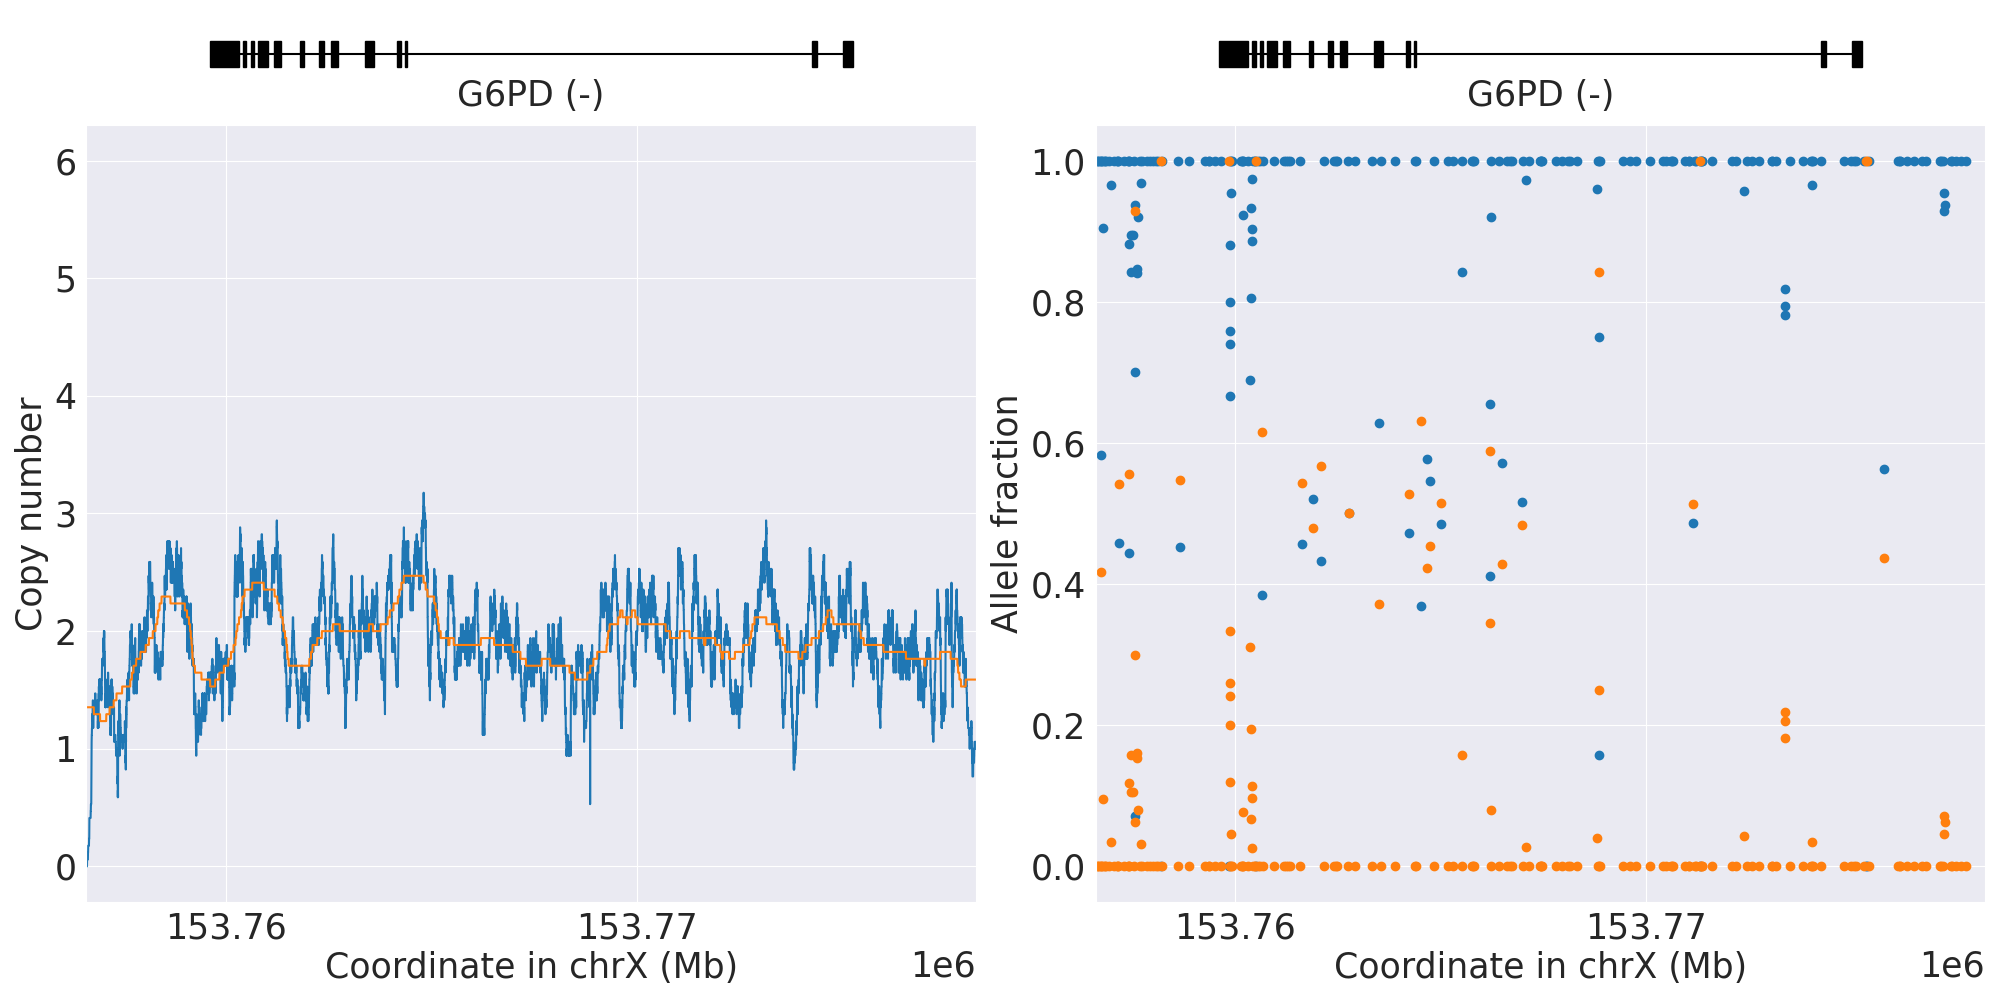 G6PD (-)
6
5
4
3
2
1
0
Copy number
153.76
153.77
Coordinate in chrX (Mb)
1e6
G6PD (-)
1.0
0.8
0.6
0.4
0.2
0.0
Allele fraction
153.76
153.77
Coordinate in chrX (Mb)
1e6